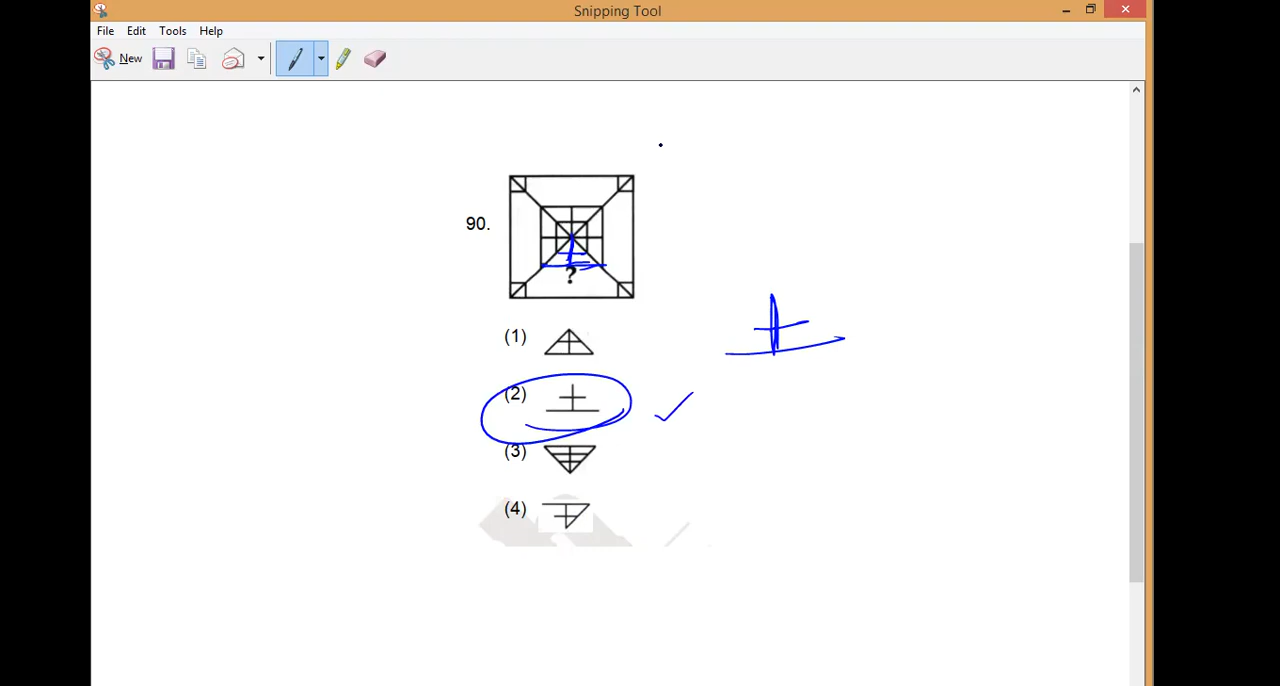 Snipping Tool
File Edit Tools Help
New
90.
?
(1)
(2)
(3)
(4)